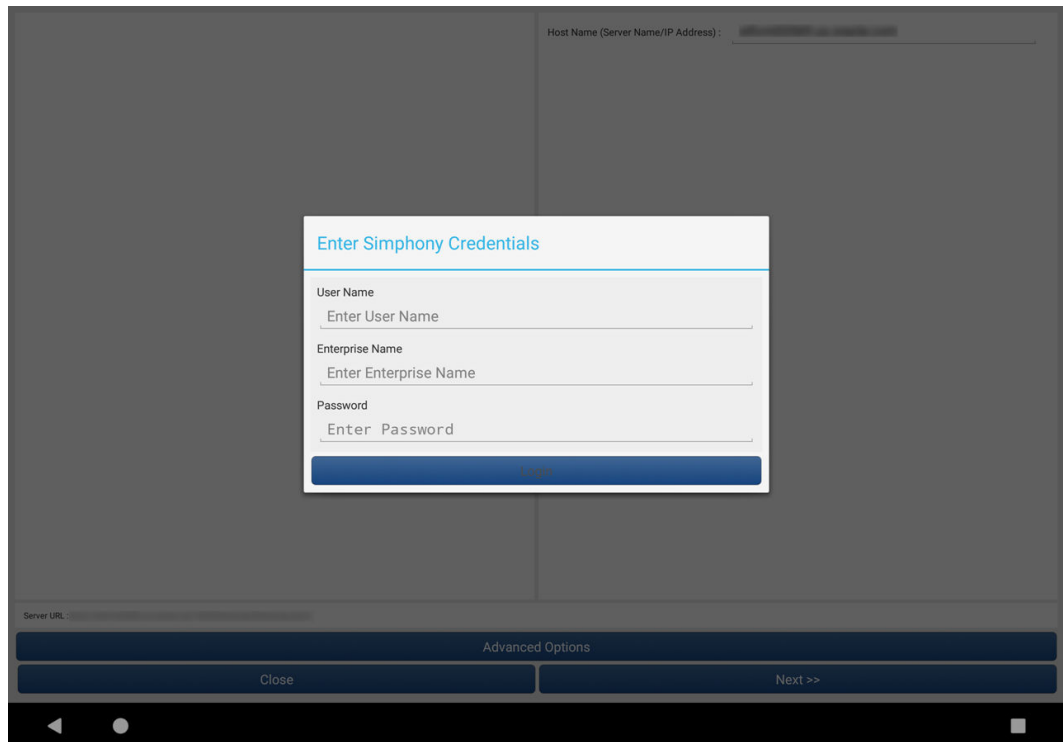 Host Name (Server Name/IP Address) :
Enter Simphony Credentials
User Name
Enter User Name
Enterprise Name
Enter Enterprise Name
Password
Enter Password
Login
Server URL :
Advanced Options
Close
Next >>